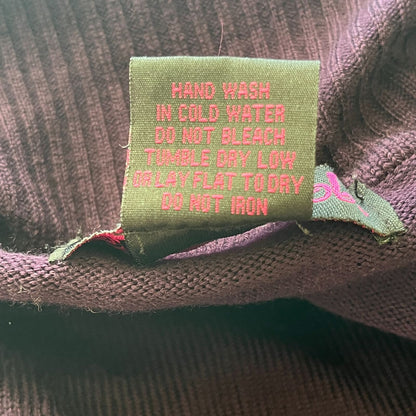 HAND WASH
IN COLD WATER
DO NOT BLEACH
TUMBLE DRY LOW
OR LAY FLAT TO DRY
DO NOT IRON